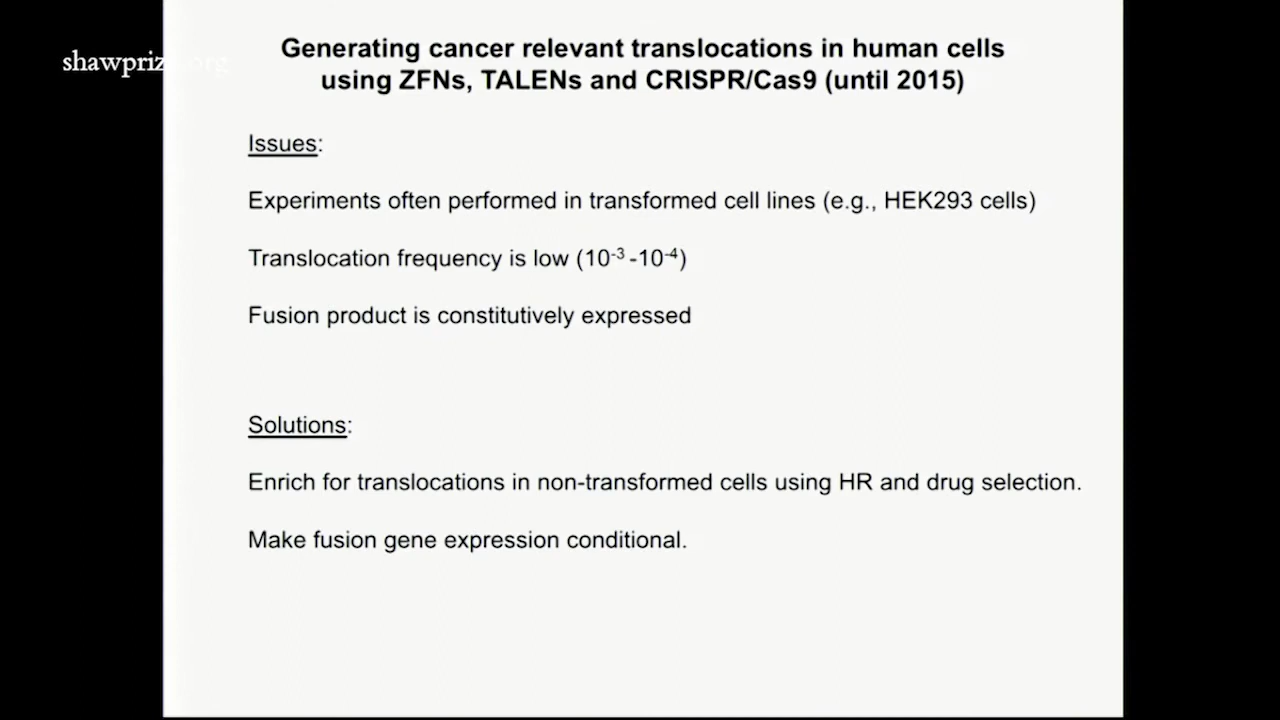 shawprize.org
Generating cancer relevant translocations in human cells
using ZFNs, TALENs and CRISPR/Cas9 (until 2015)
Issues:
Experiments often performed in transformed cell lines (e.g., HEK293 cells)
Translocation frequency is low (10⁻³ -10⁻⁴)
Fusion product is constitutively expressed
Solutions:
Enrich for translocations in non-transformed cells using HR and drug selection.
Make fusion gene expression conditional.